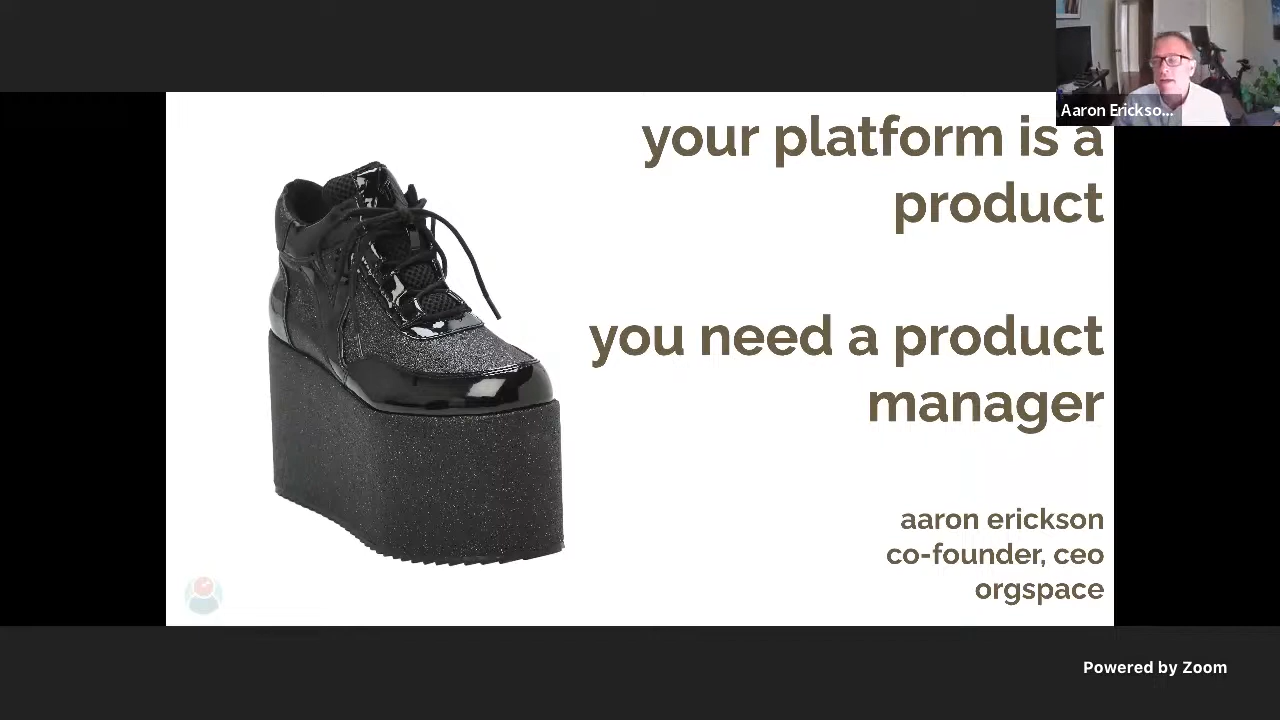 Aaron Erickso...
your platform is a
product
you need a product
manager
aaron erickson
co-founder, ceo
orgspace
Powered by Zoom